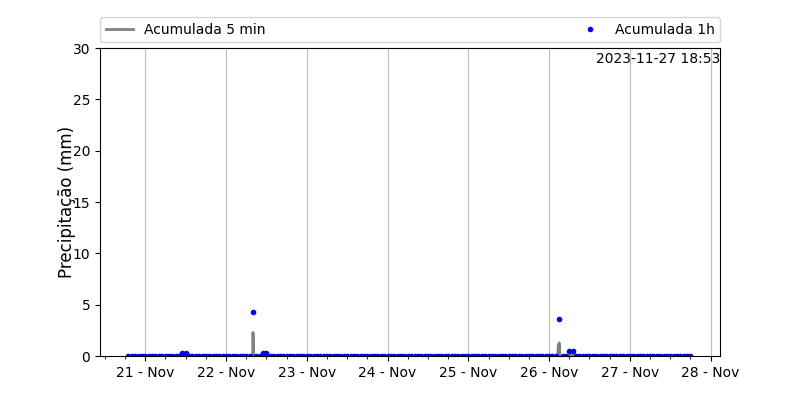 Acumulada 5 min
Acumulada 1h
2023-11-27 18:53
Precipitação (mm)
30
25
20
15
10
5
0
21 - Nov
22 - Nov
23 - Nov
24 - Nov
25 - Nov
26 - Nov
27 - Nov
28 - Nov